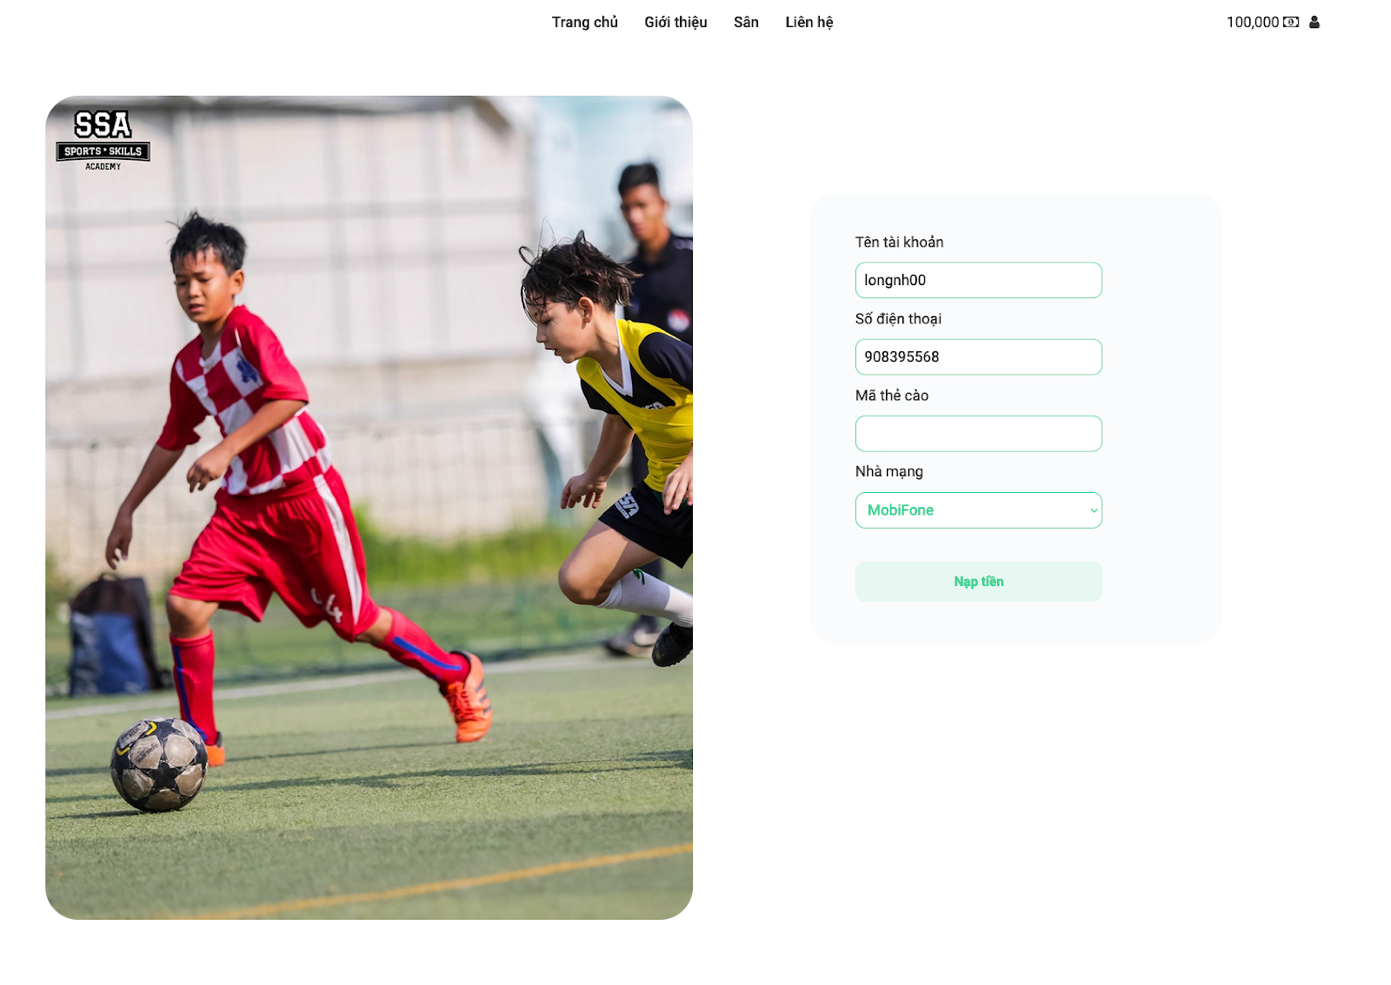 Trang chủ Giới thiệu Sân Liên hệ 100,000
SSA
SPORTS * SKILLS
ACADEMY
Tên tài khoản
longnh00
Số điện thoại
908395568
Mã thẻ cào
Nhà mạng
MobiFone
Nạp tiền